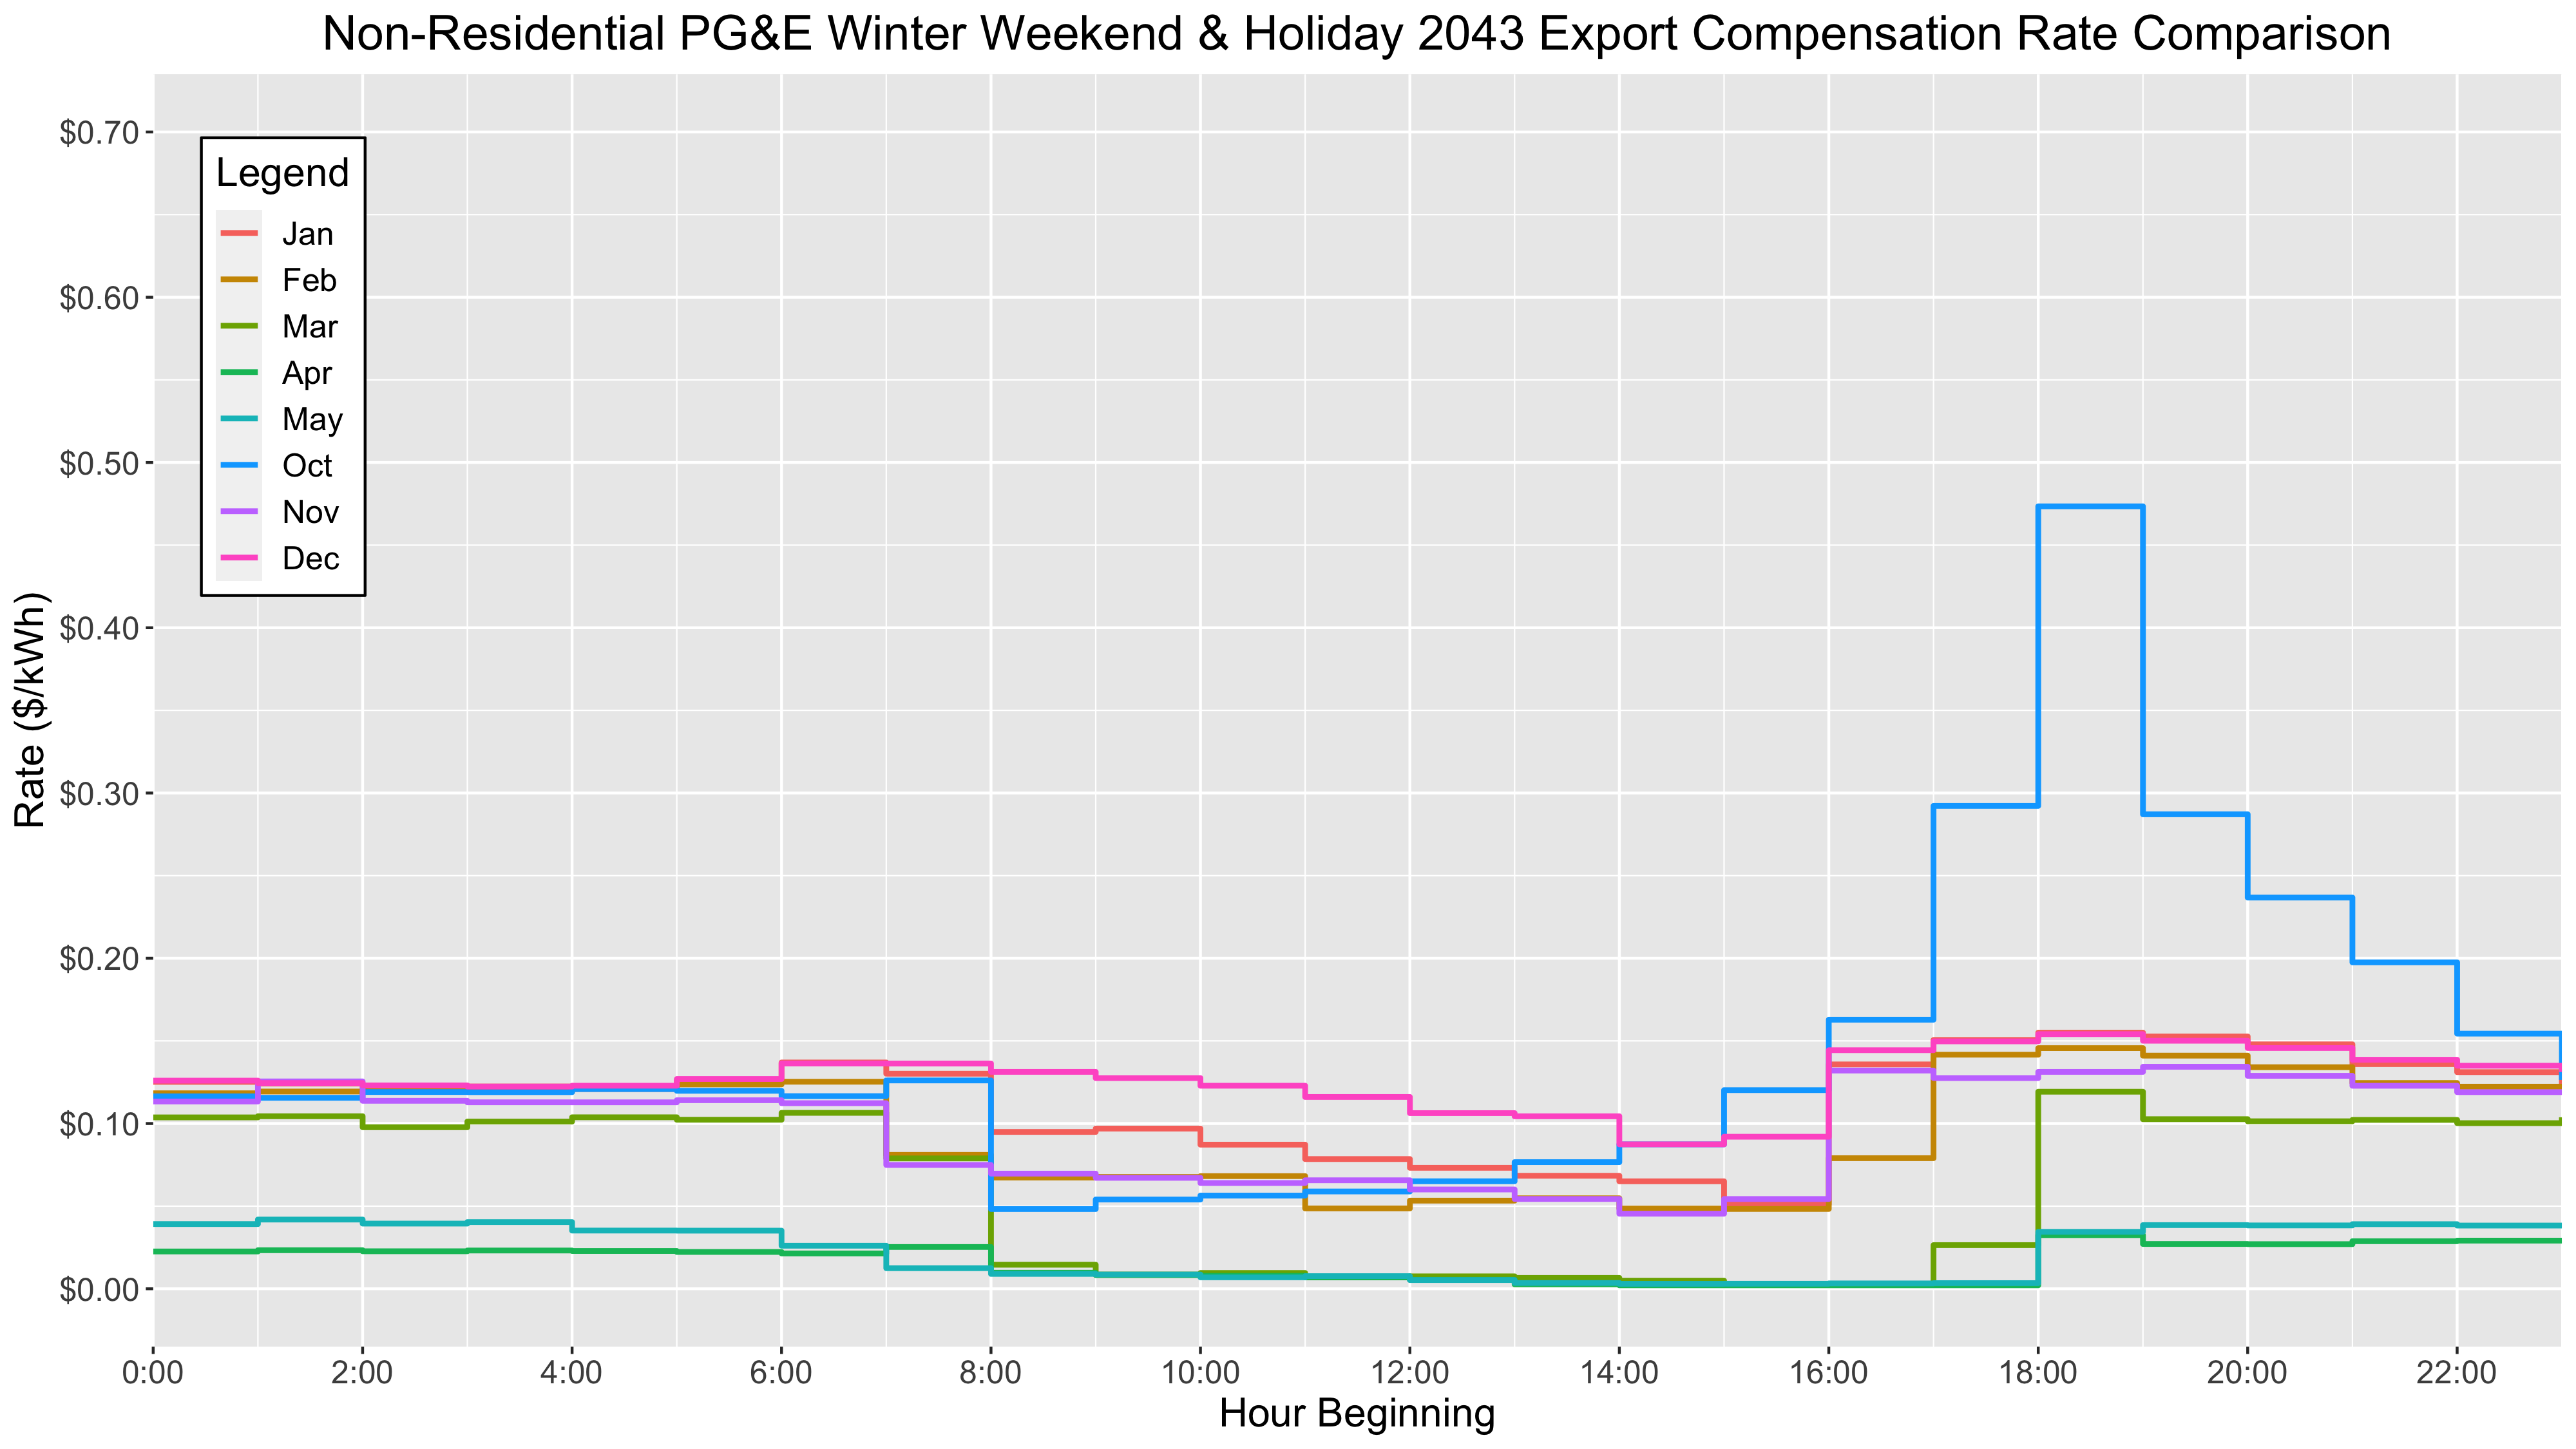 Non-Residential PG&E Winter Weekend & Holiday 2043 Export Compensation Rate Comparison
$0.70
$0.60
$0.50
$0.40
$0.30
$0.20
$0.10
$0.00
Rate ($/kWh)
Legend
Jan
Feb
Mar
Apr
May
Oct
Nov
Dec
0:00 2:00 4:00 6:00 8:00 10:00 12:00 14:00 16:00 18:00 20:00 22:00
Hour Beginning